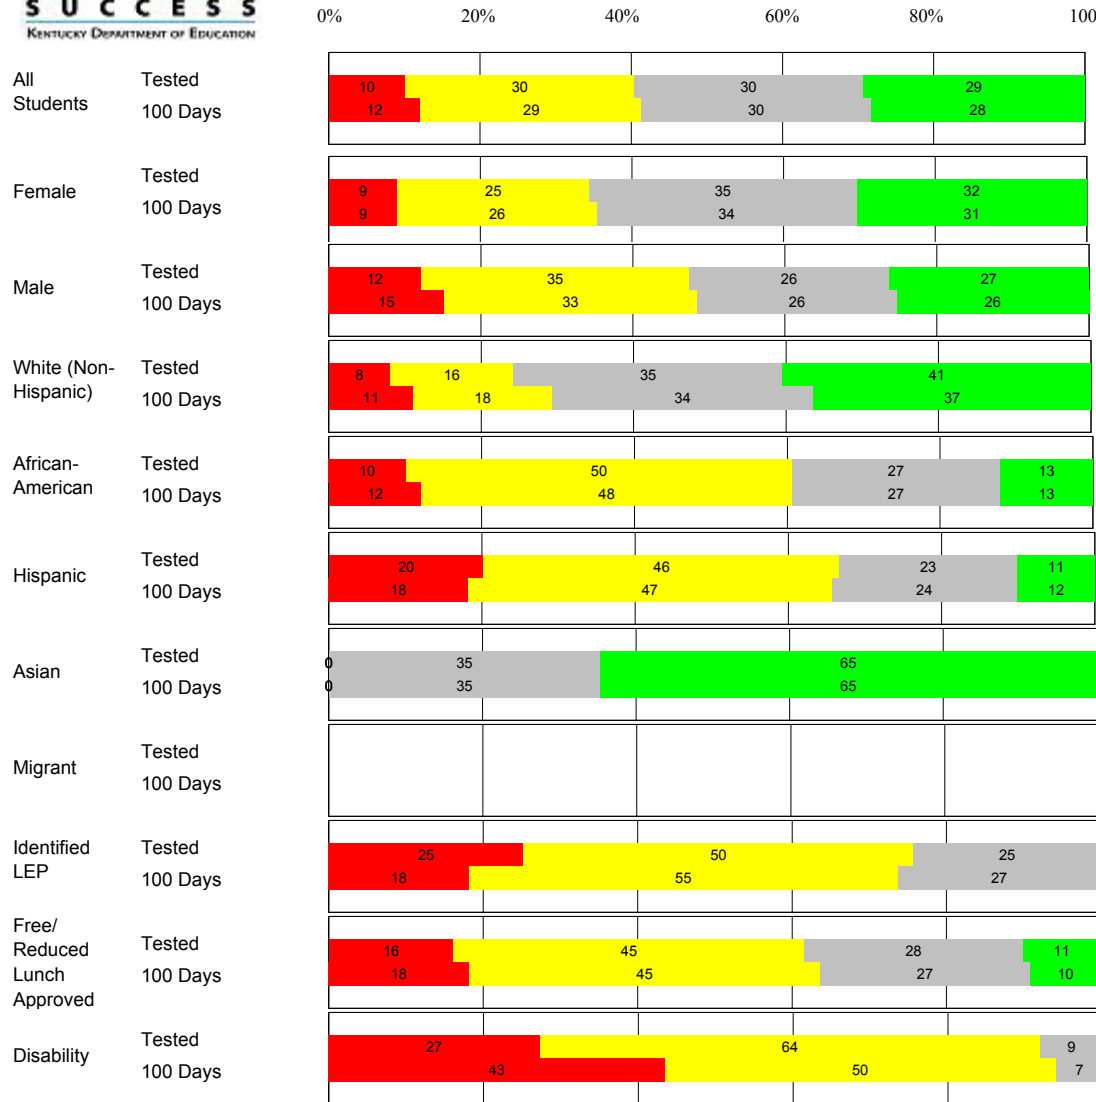 SUCCESS
KENTUCKY DEPARTMENT OF EDUCATION
0% 20% 40% 60% 80% 100
All Students
Tested 10 30 30 29
100 Days 12 29 30 28
Female
Tested 9 25 35 32
100 Days 9 26 34 31
Male
Tested 12 35 26 27
100 Days 15 33 26 26
White (Non-
Hispanic)
Tested 8 16 35 41
100 Days 11 18 34 37
African-
American
Tested 10 50 27 13
100 Days 12 48 27 13
Hispanic
Tested 20 46 23 11
100 Days 18 47 24 12
Asian
Tested 0 35 65
100 Days 0 35 65
Migrant
Tested
100 Days
Identified
LEP
Tested 25 50 25
100 Days 18 55 27
Free/
Reduced
Lunch
Approved
Tested 16 45 28 11
100 Days 18 45 27 10
Disability
Tested 27 64 9
100 Days 43 50 7